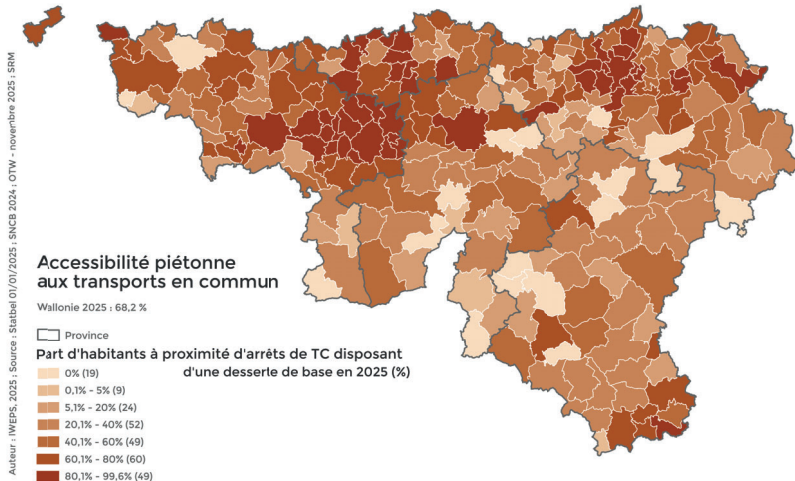 Accessibilité piétonne
aux transports en commun
Wallonie 2025 : 68,2 %
Province
Part d'habitants à proximité d'arrêts de TC disposant
d'une desserle de base en 2025 (%)
0% (19)
0,1% - 5% (9)
5,1% - 20% (24)
20,1% - 40% (52)
40,1% - 60% (49)
60,1% - 80% (60)
80,1% - 99,6% (49)
Auteur : IWEPS, 2025 ; Source : Statbel 01/01/2025 ; SNCB 2024 ; OTW - novembre 2025 ; SRM